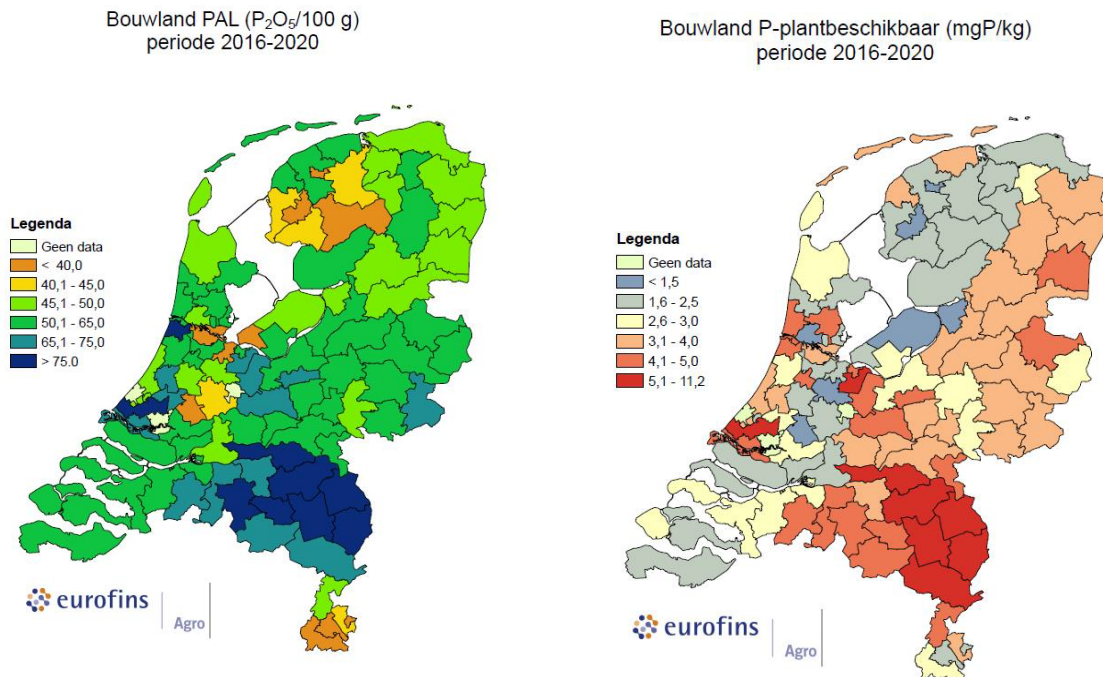 Bouwland PAL (P₂O₅/100 g)
periode 2016-2020
Legenda
Geen data
< 40,0
40,1 - 45,0
45,1 - 50,0
50,1 - 65,0
65,1 - 75,0
> 75.0
eurofins
Agro
Bouwland P-plantbeschikbaar (mgP/kg)
periode 2016-2020
Legenda
Geen data
< 1,5
1,6 - 2,5
2,6 - 3,0
3,1 - 4,0
4,1 - 5,0
5,1 - 11,2
eurofins
Agro